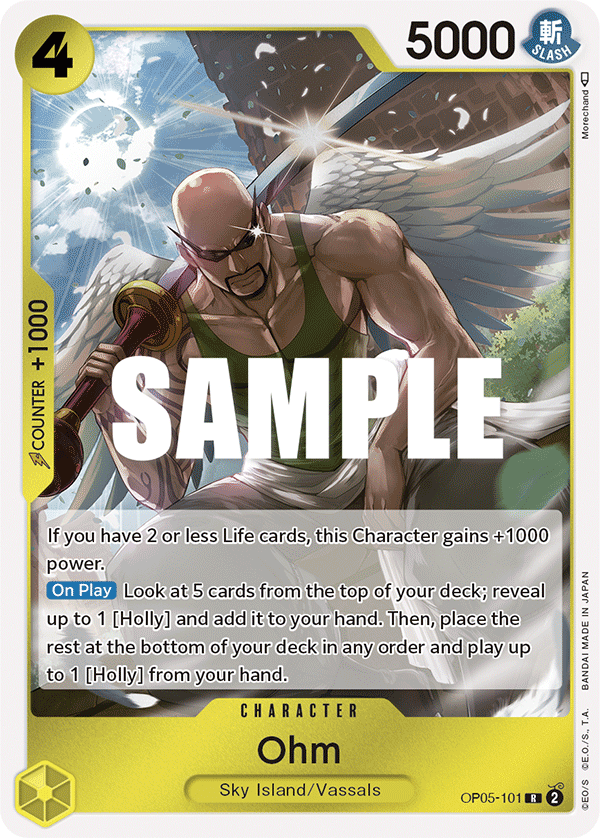 4
5000
斬
SLASH
Morechand
COUNTER +1000
SAMPLE
If you have 2 or less Life cards, this Character gains +1000
power.
On Play Look at 5 cards from the top of your deck; reveal
up to 1 [Holly] and add it to your hand. Then, place the
rest at the bottom of your deck in any order and play up
to 1 [Holly] from your hand.
CHARACTER
Ohm
Sky Island/Vassals
OP05-101 R 2
©EO/S ©E.O./S., T.A. BANDAI MADE IN JAPAN